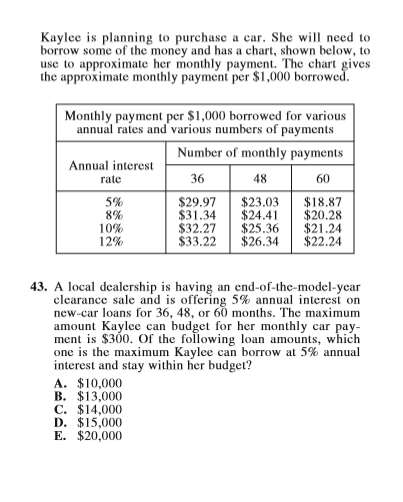 Kaylee is planning to purchase a car. She will need to
borrow some of the money and has a chart, shown below, to
use to approximate her monthly payment. The chart gives
the approximate monthly payment per $1,000 borrowed.
Monthly payment per $1,000 borrowed for various
annual rates and various numbers of payments
Annual interest
rate
Number of monthly payments
36 48 60
5% $29.97 $23.03 $18.87
8% $31.34 $24.41 $20.28
10% $32.27 $25.36 $21.24
12% $33.22 $26.34 $22.24
43. A local dealership is having an end-of-the-model-year
clearance sale and is offering 5% annual interest on
new-car loans for 36, 48, or 60 months. The maximum
amount Kaylee can budget for her monthly car pay-
ment is $300. Of the following loan amounts, which
one is the maximum Kaylee can borrow at 5% annual
interest and stay within her budget?
A. $10,000
B. $13,000
C. $14,000
D. $15,000
E. $20,000